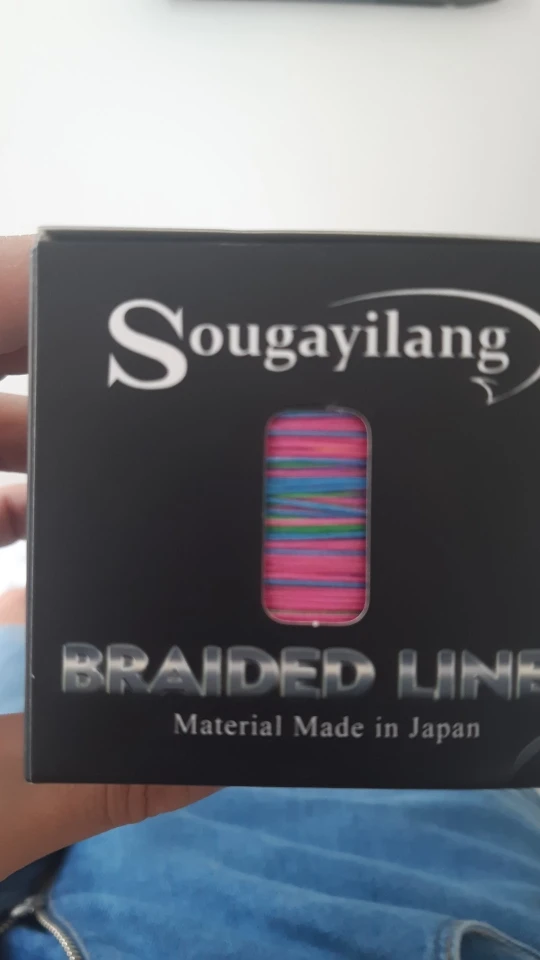 Sougayilang
BRAIDED LINE
Material Made in Japan